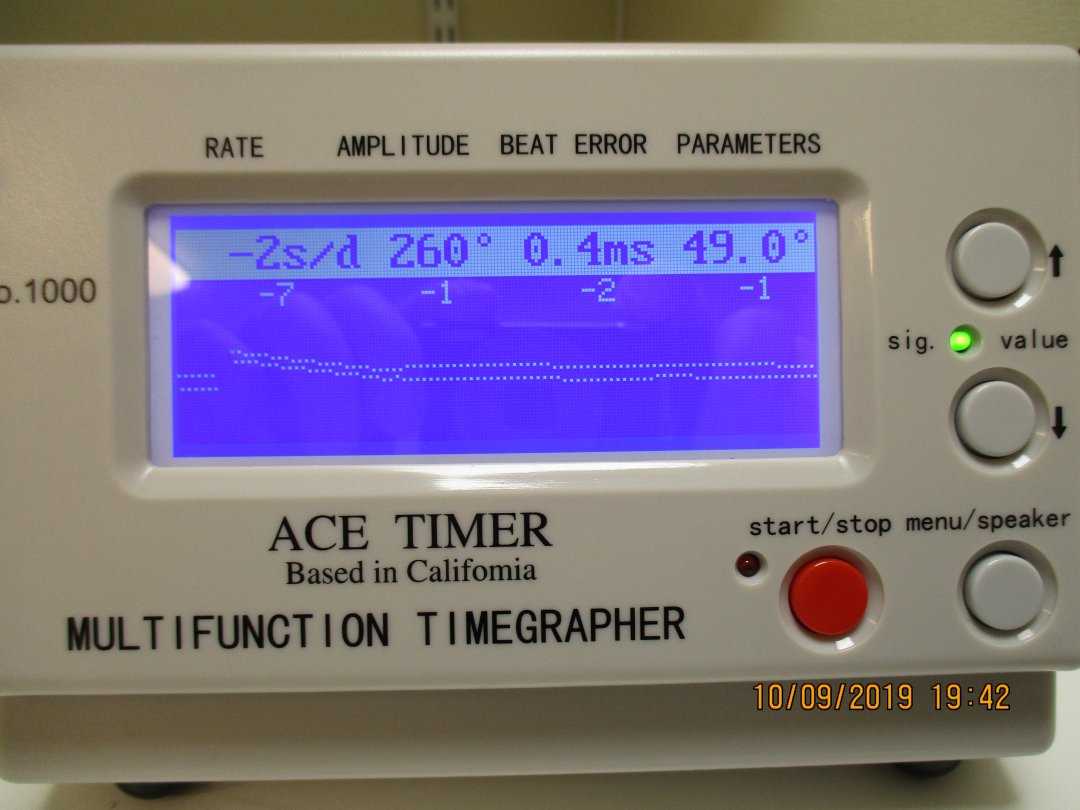 RATE AMPLITUDE BEAT ERROR PARAMETERS
-2s/d 260° 0.4ms 49.0°
-7 -1 -2 -1
o.1000
sig. value
start/stop menu/speaker
ACE TIMER
Based in Califomia
MULTIFUNCTION TIMEGRAPHER
10/09/2019 19:42